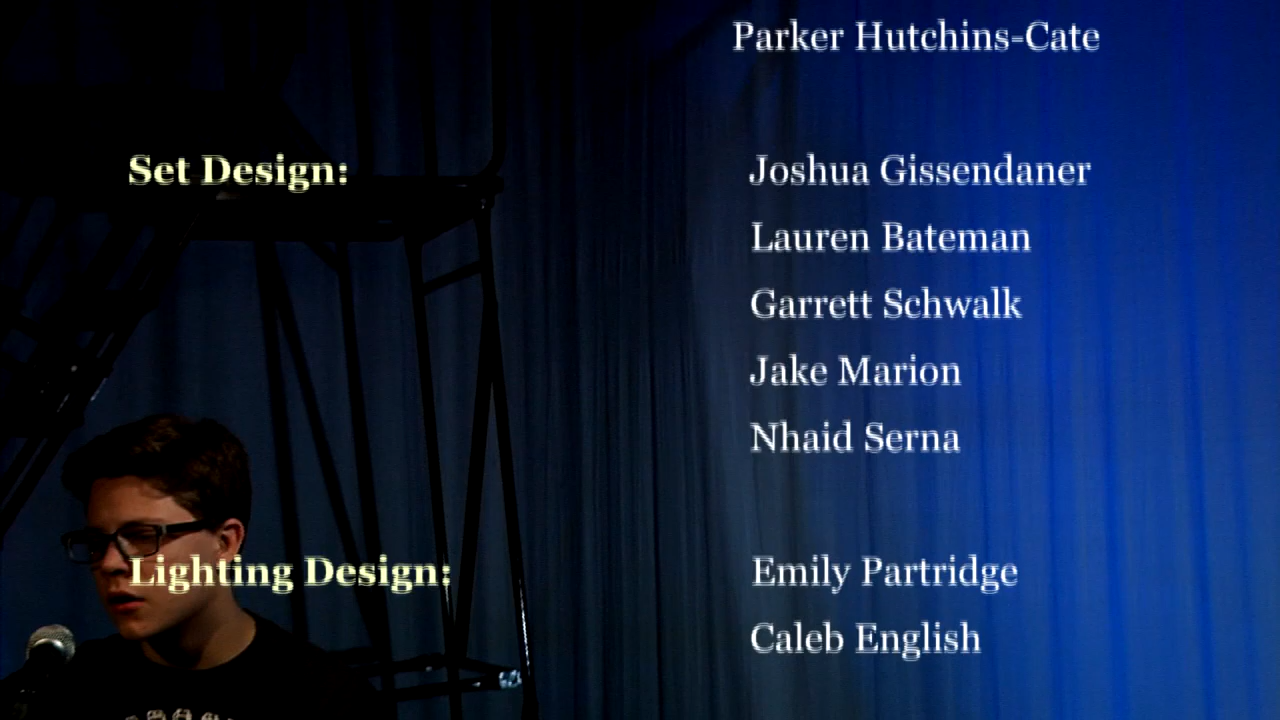 Parker Hutchins-Cate
Set Design: Joshua Gissendaner
Lauren Bateman
Garrett Schwalk
Jake Marion
Nhaid Serna
Lighting Design: Emily Partridge
Caleb English